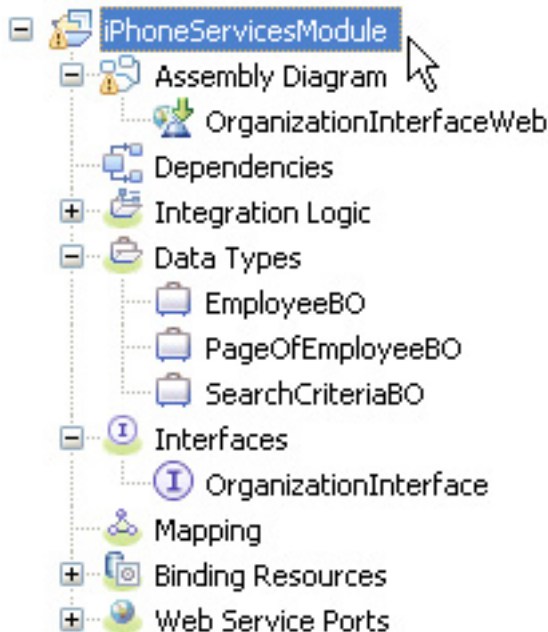 iPhoneServicesModule
Assembly Diagram
OrganizationInterfaceWeb
Dependencies
Integration Logic
Data Types
EmployeeBO
PageOfEmployeeBO
SearchCriteriaBO
Interfaces
OrganizationInterface
Mapping
Binding Resources
Web Service Ports